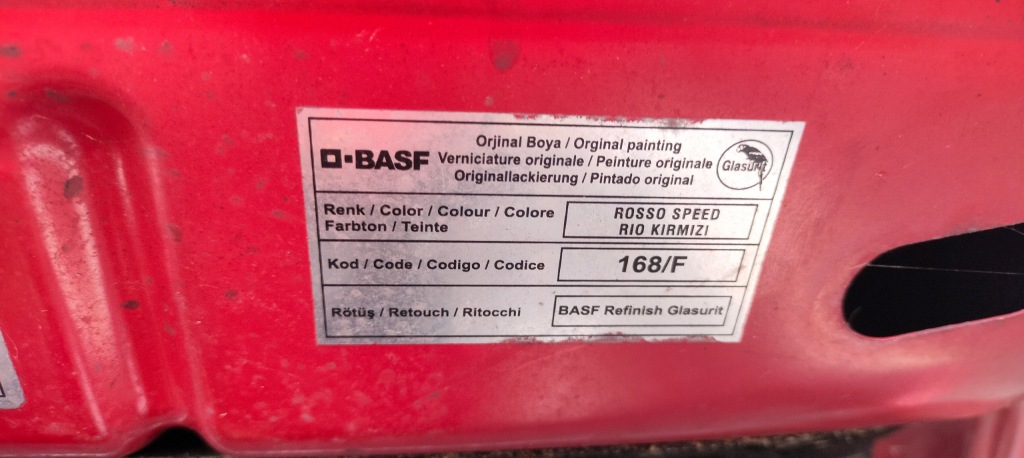 BASF
Orjinal Boya / Orginal painting
Verniciature originale / Peinture originale
Originallackierung / Pintado original
Glasurit
Renk / Color / Colour / Colore
Farbton / Teinte
ROSSO SPEED
RIO KIRMIZI
Kod / Code / Codigo / Codice
168/F
Rötüş / Retouch / Ritocchi
BASF Refinish Glasurit